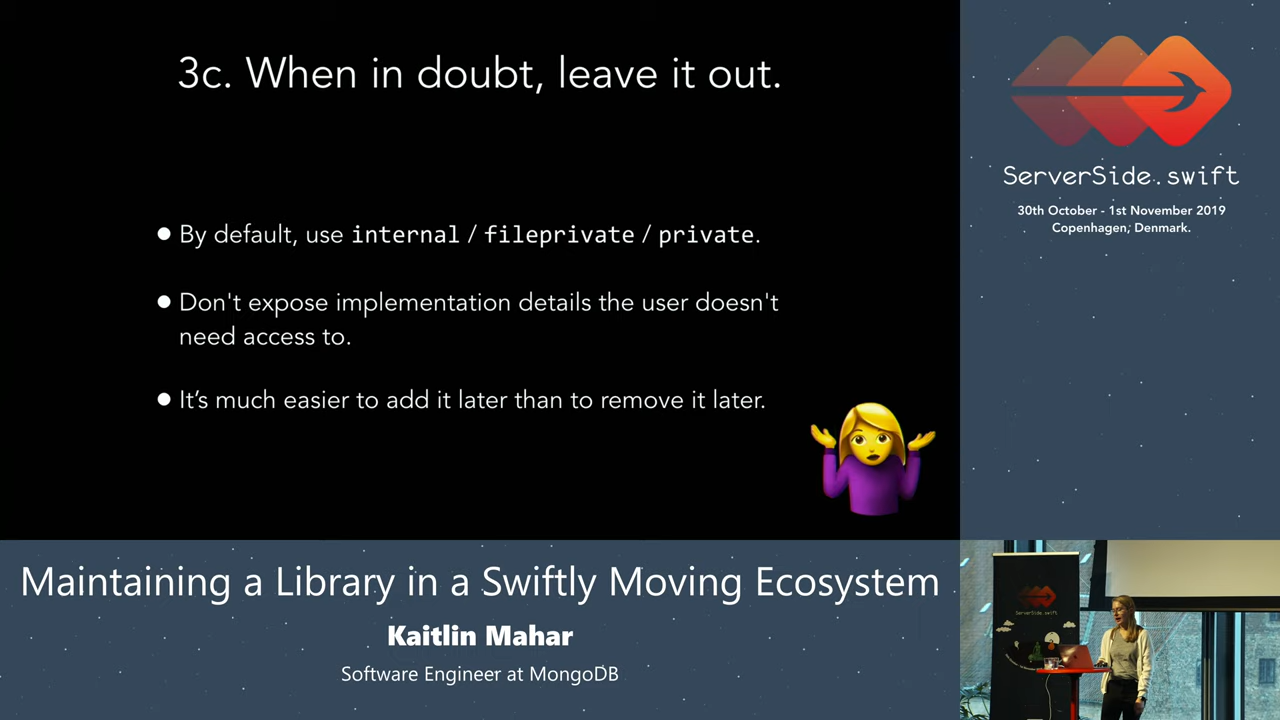 3c. When in doubt, leave it out.
● By default, use internal / fileprivate / private.
● Don't expose implementation details the user doesn't
need access to.
● It’s much easier to add it later than to remove it later.
ServerSide.swift
30th October - 1st November 2019
Copenhagen, Denmark.
Maintaining a Library in a Swiftly Moving Ecosystem
Kaitlin Mahar
Software Engineer at MongoDB
ServerSide.swift